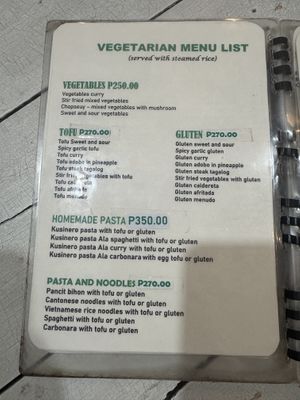 VEGETARIAN MENU LIST
(served with steamed rice)
VEGETABLES P250.00
Vegetables curry
Stir fried mixed vegetables
Chopsuey - mixed vegetables with mushroom
Sweet and sour vegetables
TOFU P270.00
Tofu Sweet and sour
Spicy garlic tofu
Tofu curry
Tofu adobo in pineapple
Tofu steak tagalog
Stir fried vegetables with tofu
Tofu caldereta
Tofu afritada
Tofu menudo
GLUTEN P270.00
Gluten Sweet and sour
Spicy garlic gluten
Gluten curry
Gluten adobo in pineapple
Gluten steak tagalog
Stir fried vegetables with gluten
Gluten caldereta
Gluten afritada
Gluten menudo
HOMEMADE PASTA P350.00
Kusinero pasta with tofu or gluten
Kusinero pasta Ala spaghetti with tofu or gluten
Kusinero pasta Ala curry with tofu or gluten
Kusinero pasta Ala carbonara with egg tofu or gluten
PASTA AND NOODLES P270.00
Pancit bihon with tofu or gluten
Cantonese noodles with tofu or gluten
Vietnamese rice noodles with tofu or gluten
Spaghetti with tofu or gluten
Carbonara with tofu or gluten